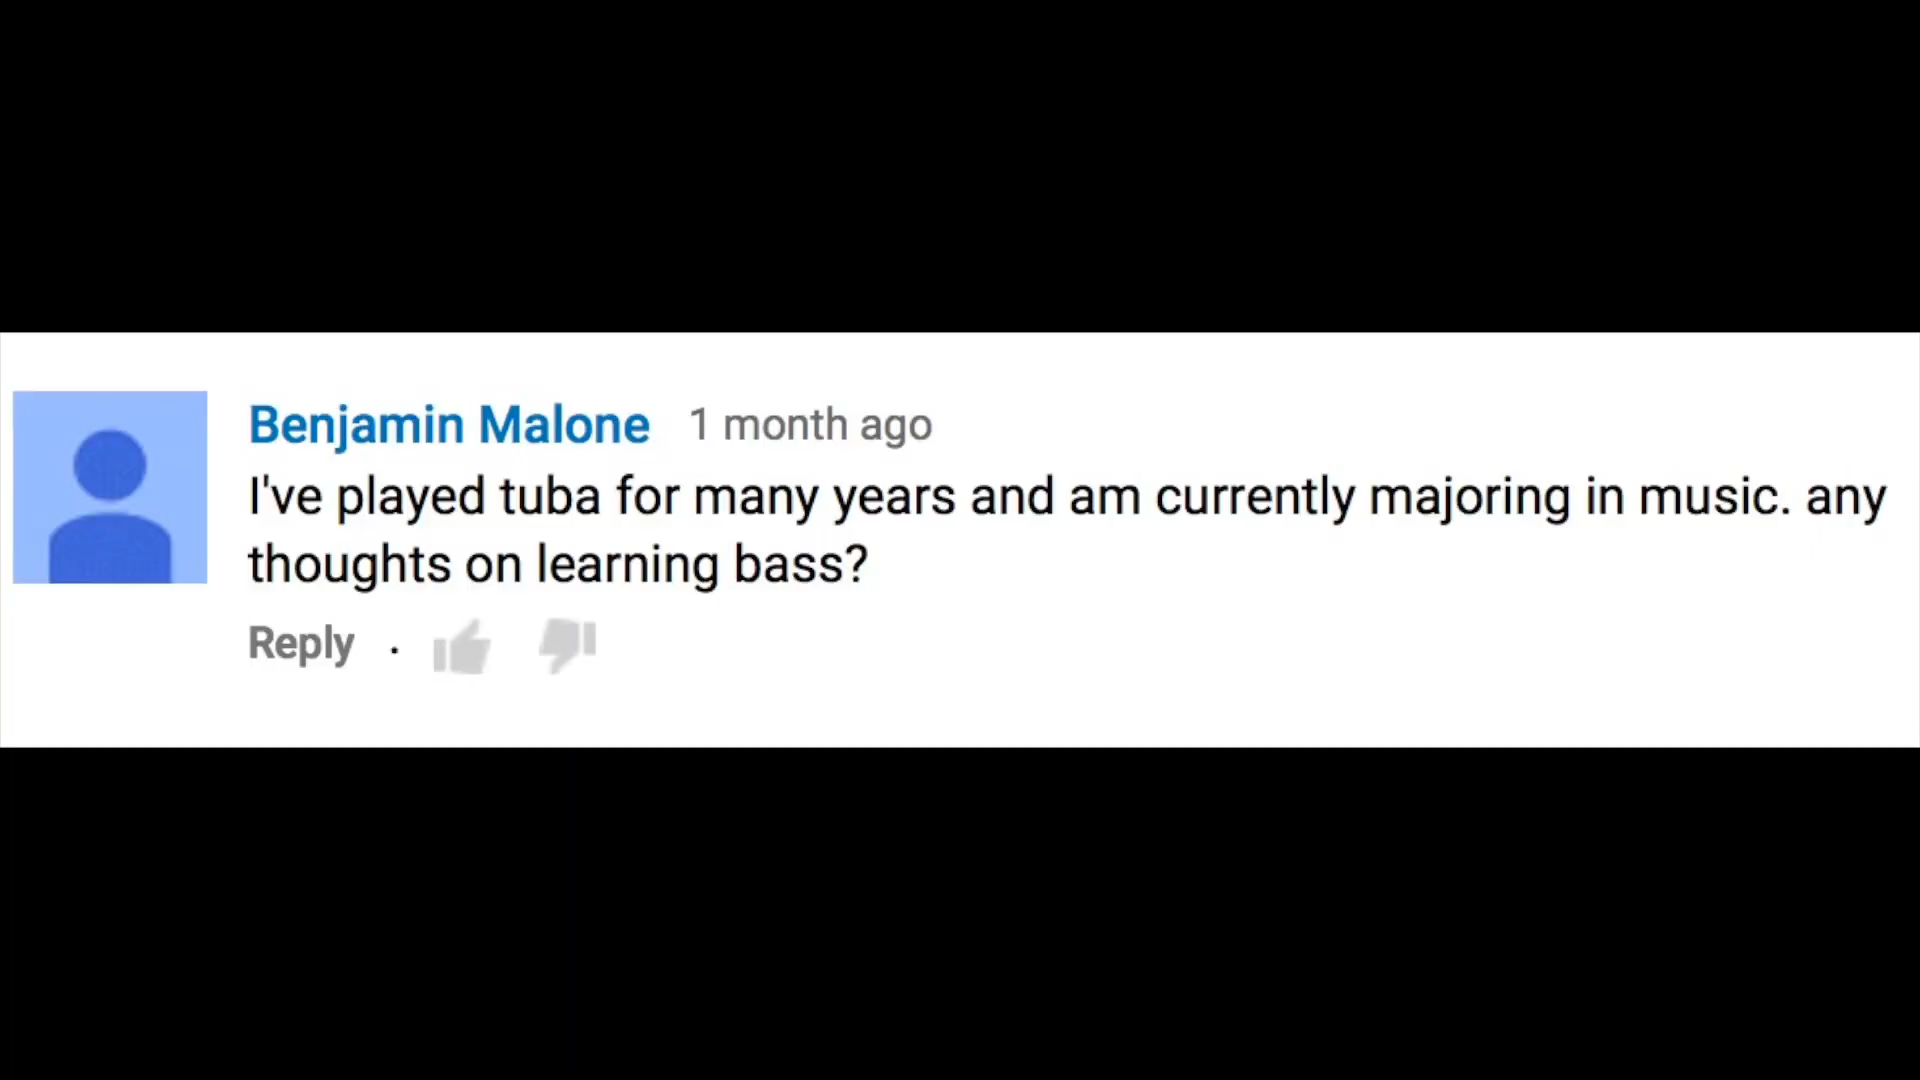 Benjamin Malone 1 month ago
I've played tuba for many years and am currently majoring in music. any
thoughts on learning bass?
Reply .